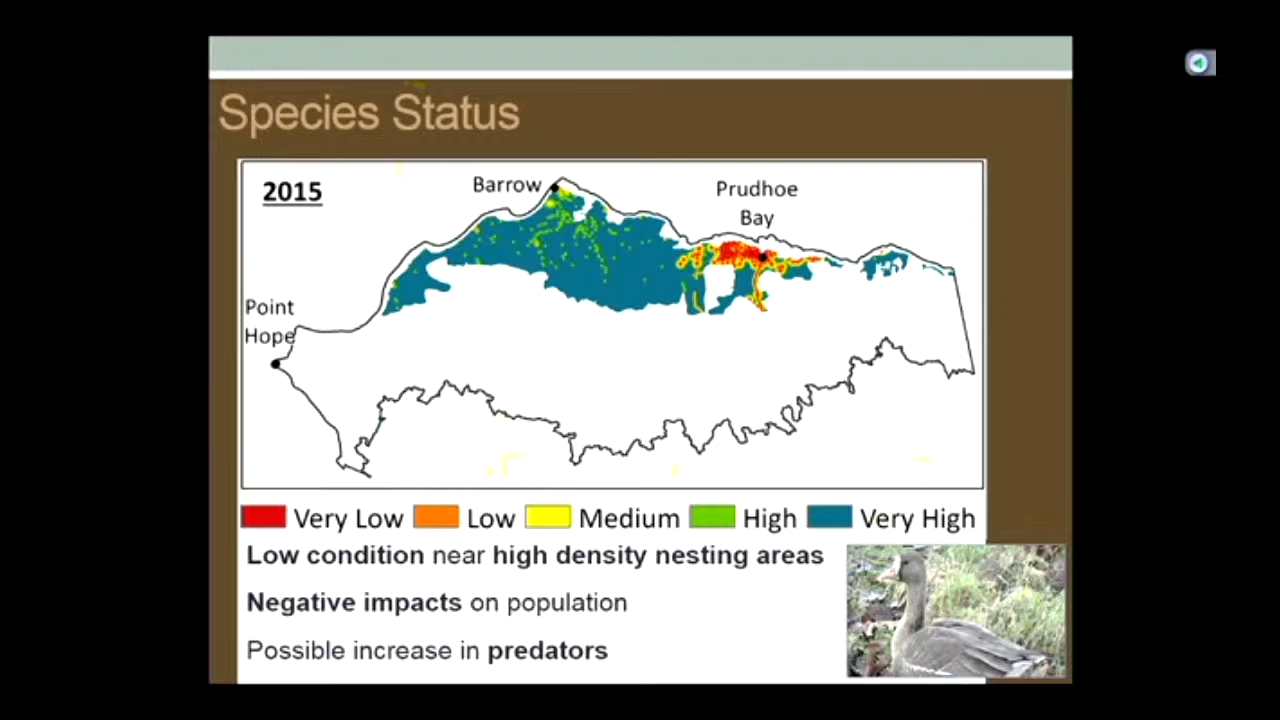 Species Status
2015
Barrow
Prudhoe
Bay
Point
Hope
Very Low
Low
Medium
High
Very High
Low condition near high density nesting areas
Negative impacts on population
Possible increase in predators